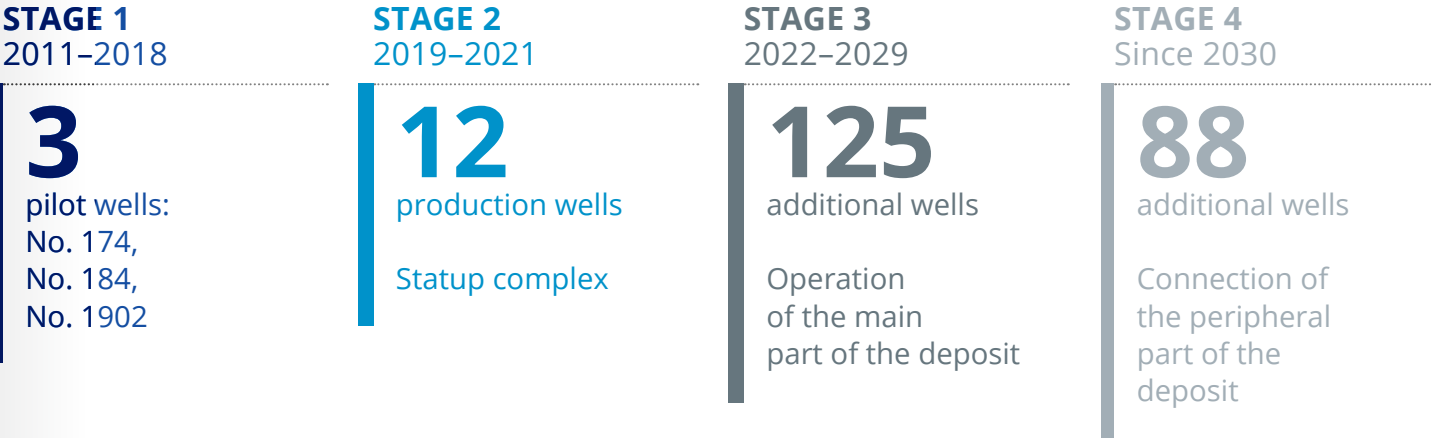 STAGE 1
2011–2018
3
pilot wells:
No. 174,
No. 184,
No. 1902
STAGE 2
2019–2021
12
production wells
Statup complex
STAGE 3
2022–2029
125
additional wells
Operation
of the main
part of the deposit
STAGE 4
Since 2030
88
additional wells
Connection of
the peripheral
part of the
deposit